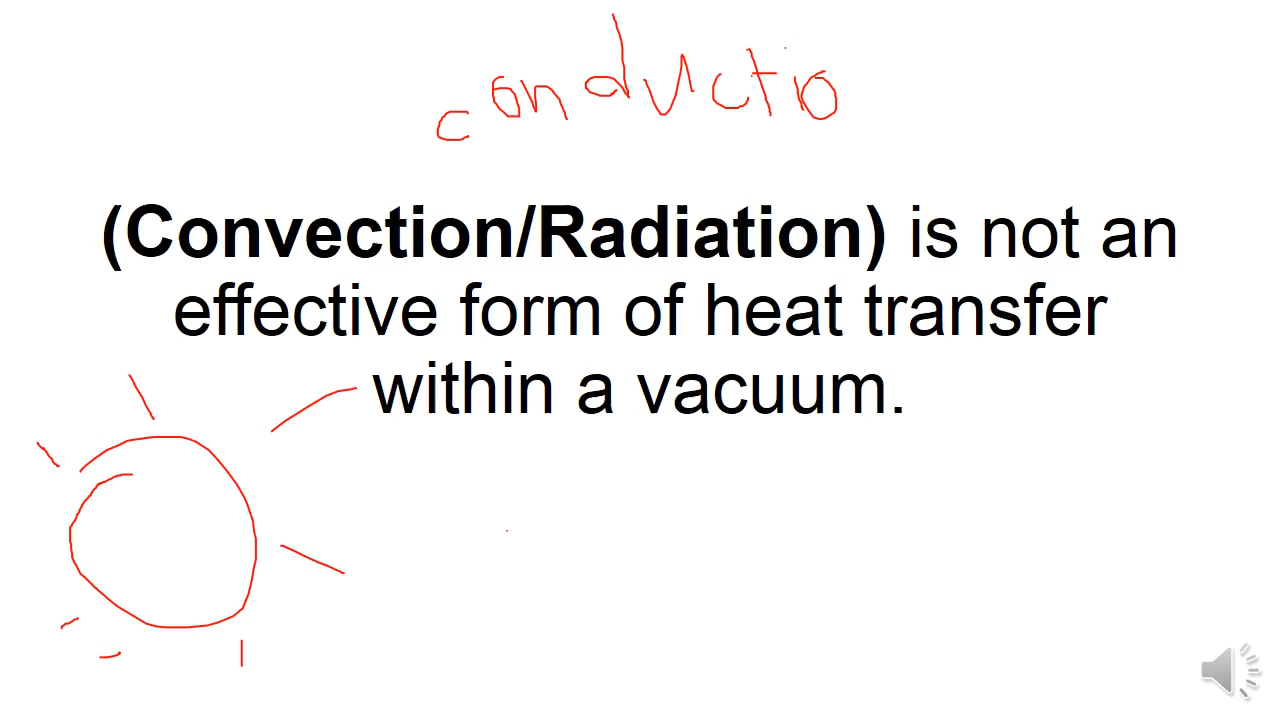 conductio
(Convection/Radiation) is not an
effective form of heat transfer
within a vacuum.